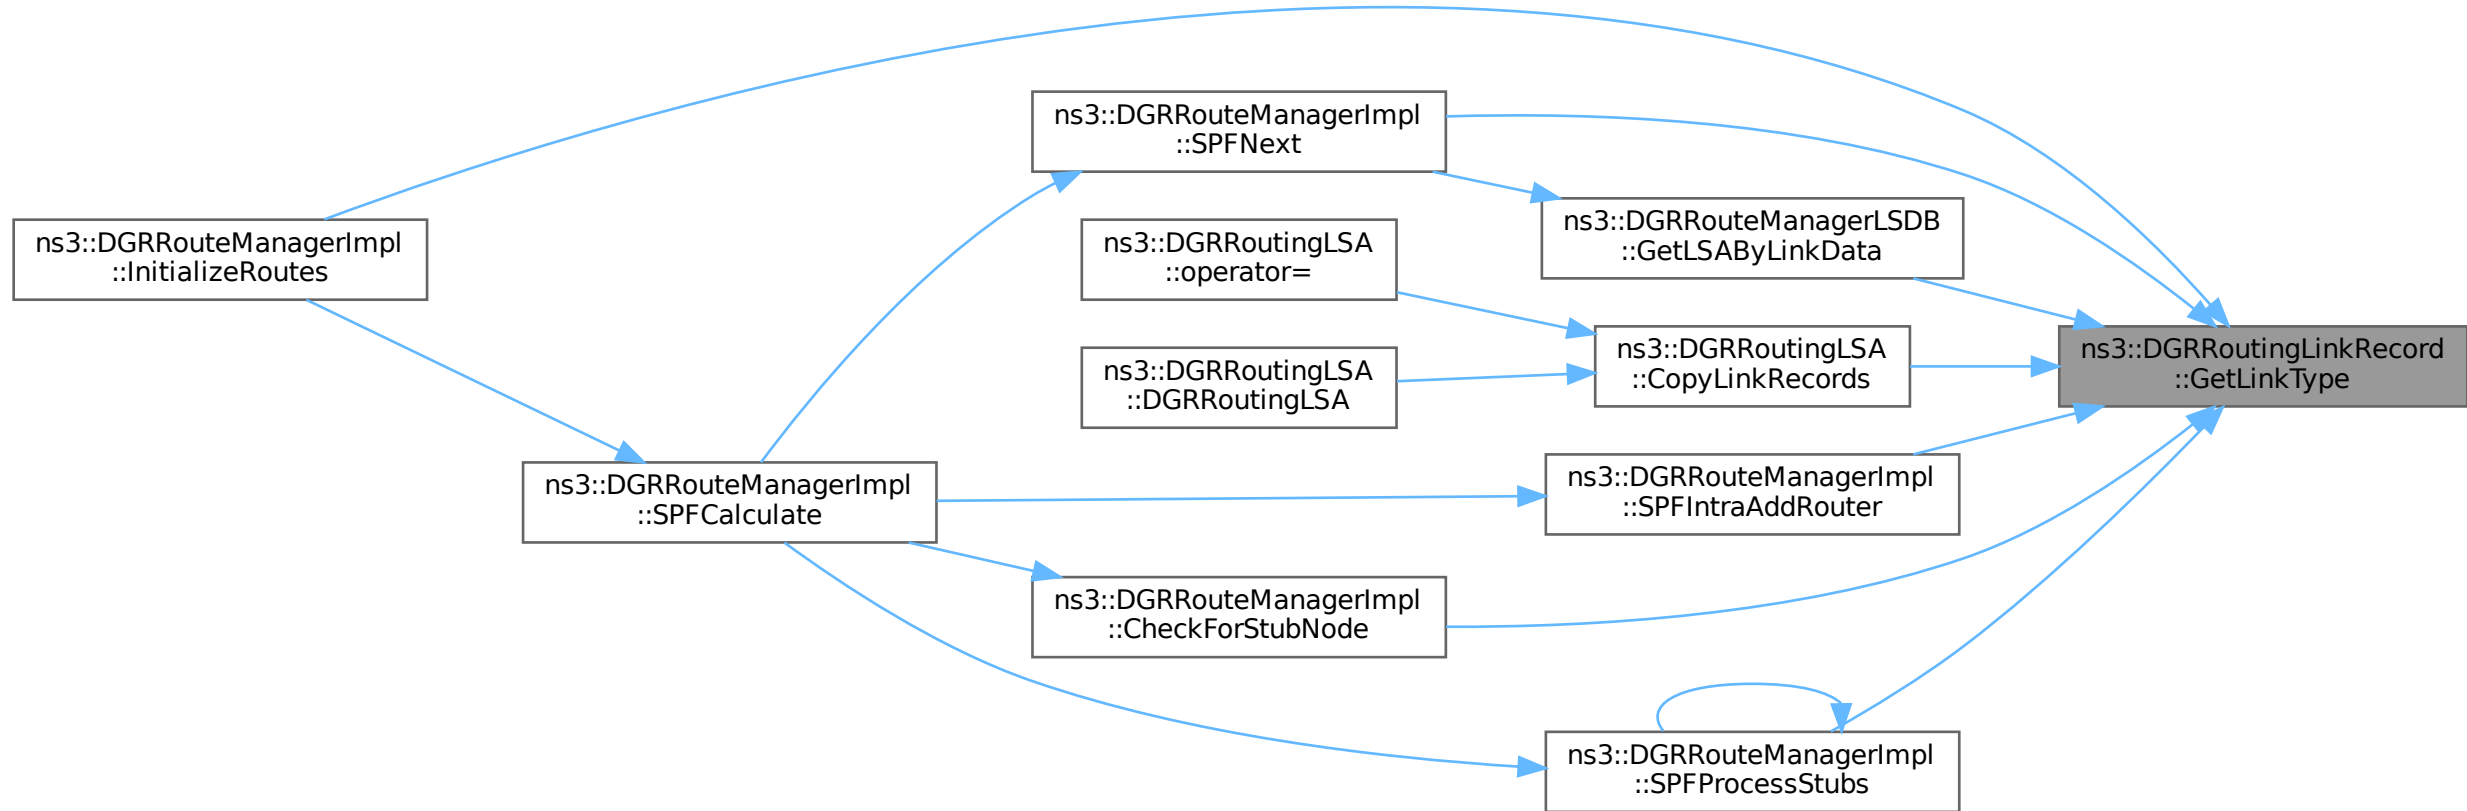 ns3::DGRRouteManagerImpl
::InitializeRoutes
ns3::DGRRouteManagerImpl
::SPFCalculate
ns3::DGRRouteManagerImpl
::SPFNext
ns3::DGRRoutingLSA
::operator=
ns3::DGRRoutingLSA
::DGRRoutingLSA
ns3::DGRRouteManagerImpl
::CheckForStubNode
ns3::DGRRouteManagerLSDB
::GetLSAByLinkData
ns3::DGRRoutingLSA
::CopyLinkRecords
ns3::DGRRouteManagerImpl
::SPFIntraAddRouter
ns3::DGRRouteManagerImpl
::SPFProcessStubs
ns3::DGRRoutingLinkRecord
::GetLinkType